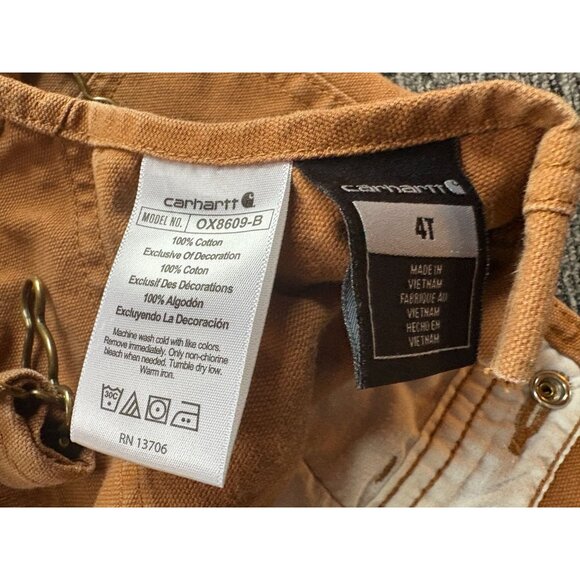 carhartt
MODEL NO. OX8609-B
100% Cotton
Exclusive Of Decoration
100% Coton
Exclusif Des Décorations
100% Algodón
Excluyendo La Decoración
Machine wash cold with like colors.
Remove immediately. Only non-chlorine
bleach when needed. Tumble dry low.
Warm iron.
30C
RN 13706
carhartt
4T
MADE IN
VIETNAM
FABRIQUÉ AU
VIETNAM
HECHO EN
VIETNAM